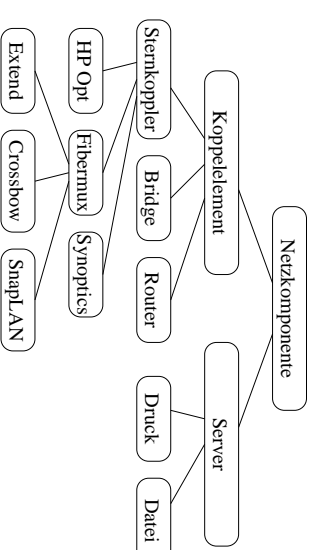 Netzkomponente
Koppelelement
Server
Sternkoppler
Bridge
Router
Druck
Datei
HP Opt
Fibermux
Synoptics
Extend
Crossbow
SnapLAN